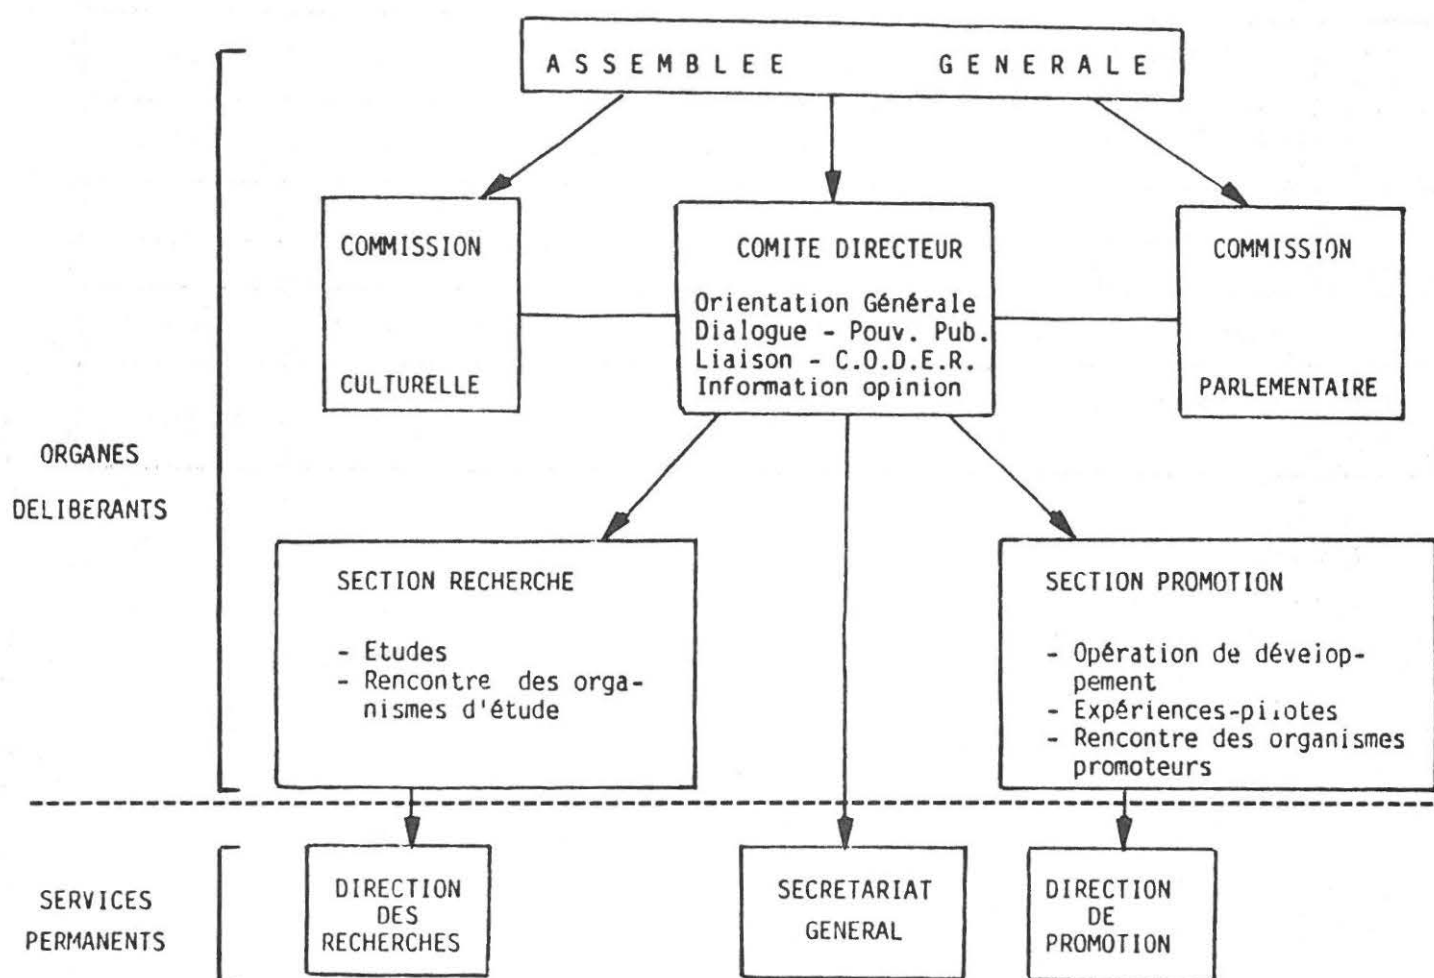 ASSEMBLEE GENERALE
COMMISSION
CULTURELLE
COMITE DIRECTEUR
Orientation Générale
Dialogue - Pouv. Pub.
Liaison - C.O.D.E.R.
Information opinion
COMMISSION
PARLEMENTAIRE
ORGANES
DELIBERANTS
SECTION RECHERCHE
- Etudes
- Rencontre des orga-
nismes d'étude
SECTION PROMOTION
- Opération de dévelop-
pement
- Expériences-pilotes
- Rencontre des organismes
promoteurs
SERVICES
PERMANENTS
DIRECTION
DES
RECHERCHES
SECRETARIAT
GENERAL
DIRECTION
DE
PROMOTION